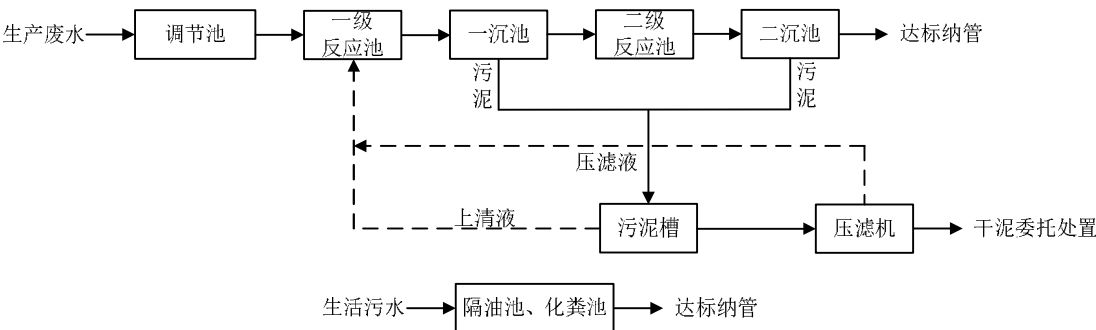 生产废水
调节池
一级
反应池
一沉池
二级
反应池
二沉池
达标纳管
污
泥
污
泥
压滤液
上清液
污泥槽
压滤机
干泥委托处置
生活污水
隔油池、化粪池
达标纳管